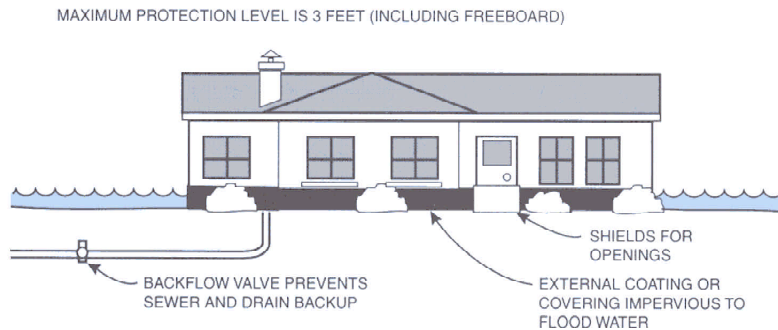 MAXIMUM PROTECTION LEVEL IS 3 FEET (INCLUDING FREEBOARD)
SHIELDS FOR
OPENINGS
BACKFLOW VALVE PREVENTS
SEWER AND DRAIN BACKUP
EXTERNAL COATING OR
COVERING IMPERVIOUS TO
FLOOD WATER